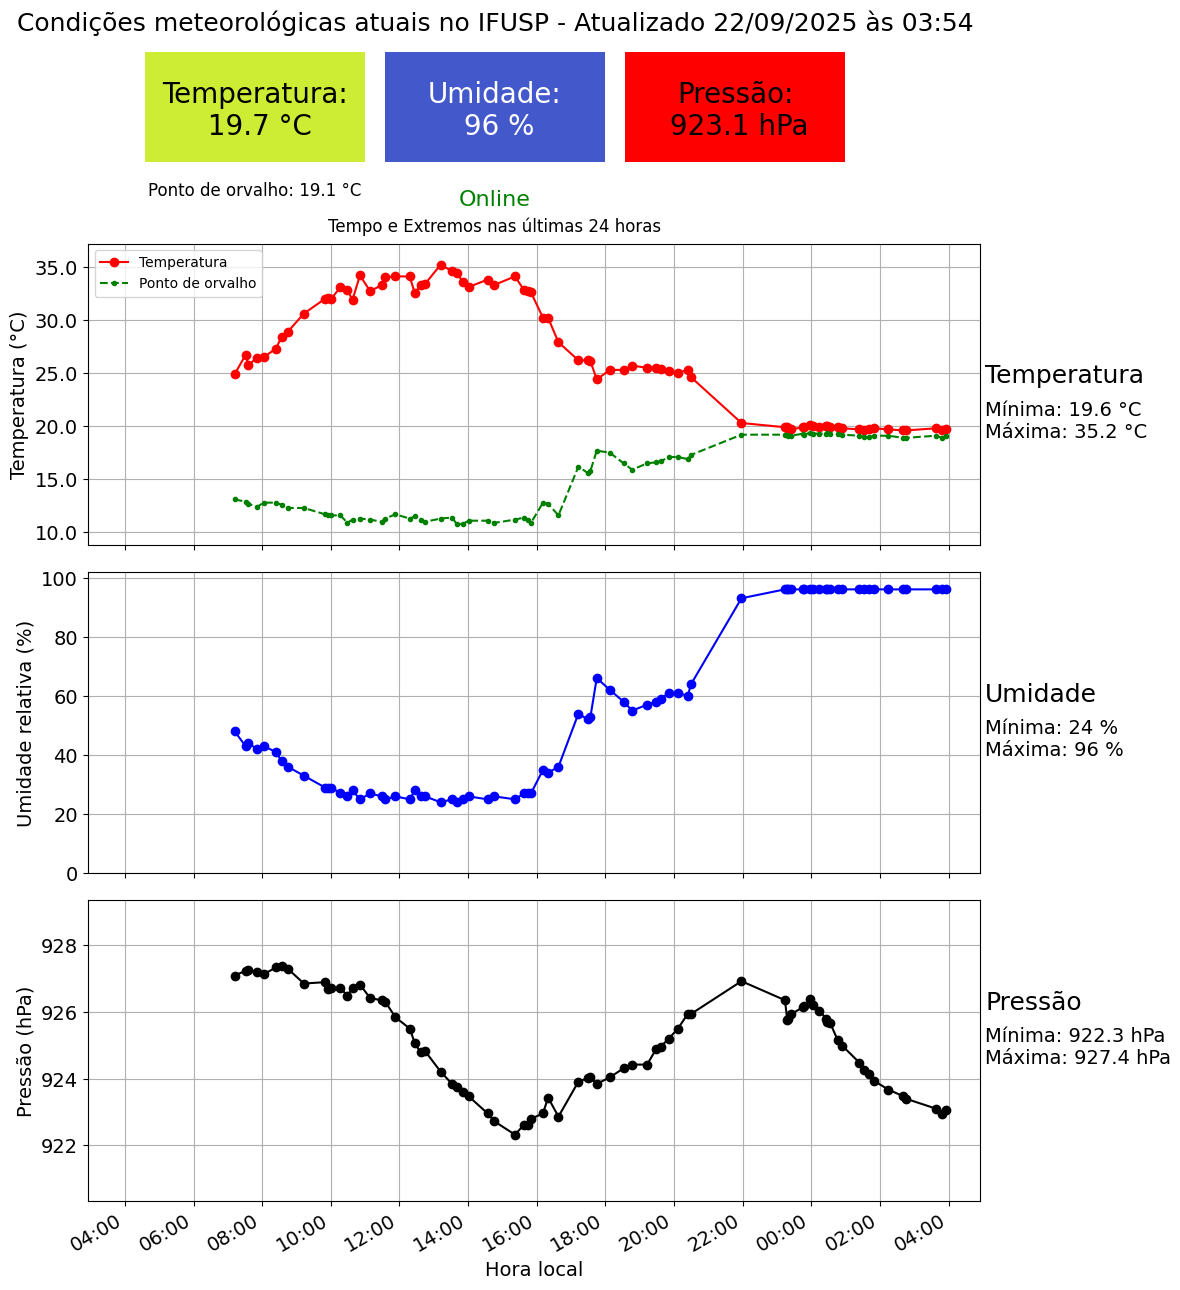 Condições meteorológicas atuais no IFUSP - Atualizado 22/09/2025 às 03:54
Temperatura:
19.7 °C
Umidade:
96 %
Pressão:
923.1 hPa
Ponto de orvalho: 19.1 °C
Online
Tempo e Extremos nas últimas 24 horas
Temperatura
Ponto de orvalho
Temperatura (°C)
35.0
30.0
25.0
20.0
15.0
10.0
Temperatura
Mínima: 19.6 °C
Máxima: 35.2 °C
Umidade relativa (%)
100
80
60
40
20
0
Umidade
Mínima: 24 %
Máxima: 96 %
Pressão (hPa)
928
926
924
922
Pressão
Mínima: 922.3 hPa
Máxima: 927.4 hPa
04:00 06:00 08:00 10:00 12:00 14:00 16:00 18:00 20:00 22:00 00:00 02:00 04:00
Hora local